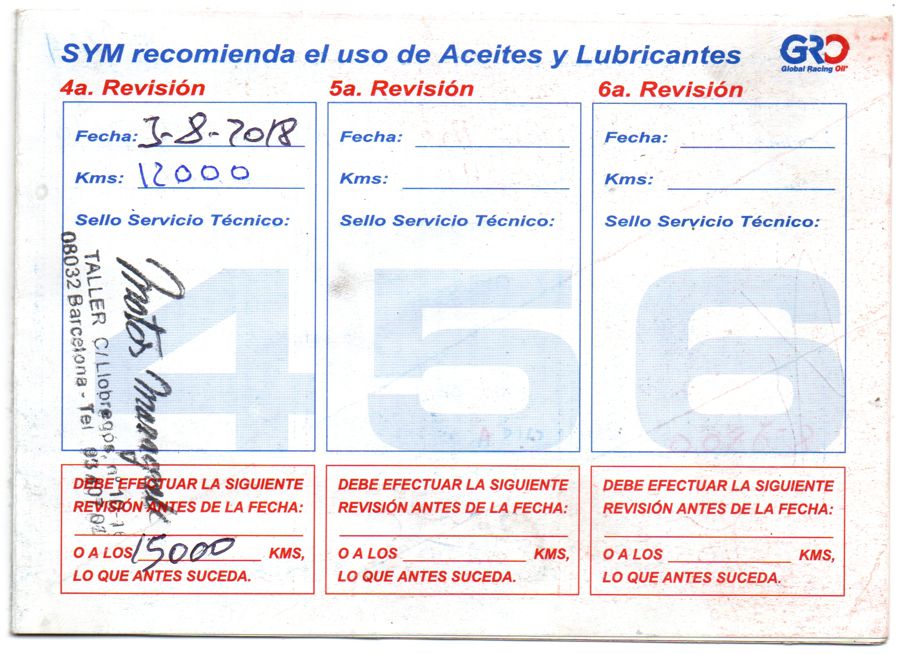 SYM recomienda el uso de Aceites y Lubricantes
GRO
Global Racing Oil
4a. Revisión
Fecha: 3-8-2018
Kms: 12000
Sello Servicio Técnico:
4
TALLER C/Llobregós, nº
08032 Barcelona - Tel
DEBE EFECTUAR LA SIGUIENTE
REVISIÓN ANTES DE LA FECHA:
O A LOS 15000 KMS,
LO QUE ANTES SUCEDA.
5a. Revisión
Fecha:
Kms:
Sello Servicio Técnico:
5
DEBE EFECTUAR LA SIGUIENTE
REVISIÓN ANTES DE LA FECHA:
O A LOS KMS,
LO QUE ANTES SUCEDA.
6a. Revisión
Fecha:
Kms:
Sello Servicio Técnico:
6
DEBE EFECTUAR LA SIGUIENTE
REVISIÓN ANTES DE LA FECHA:
O A LOS KMS,
LO QUE ANTES SUCEDA.